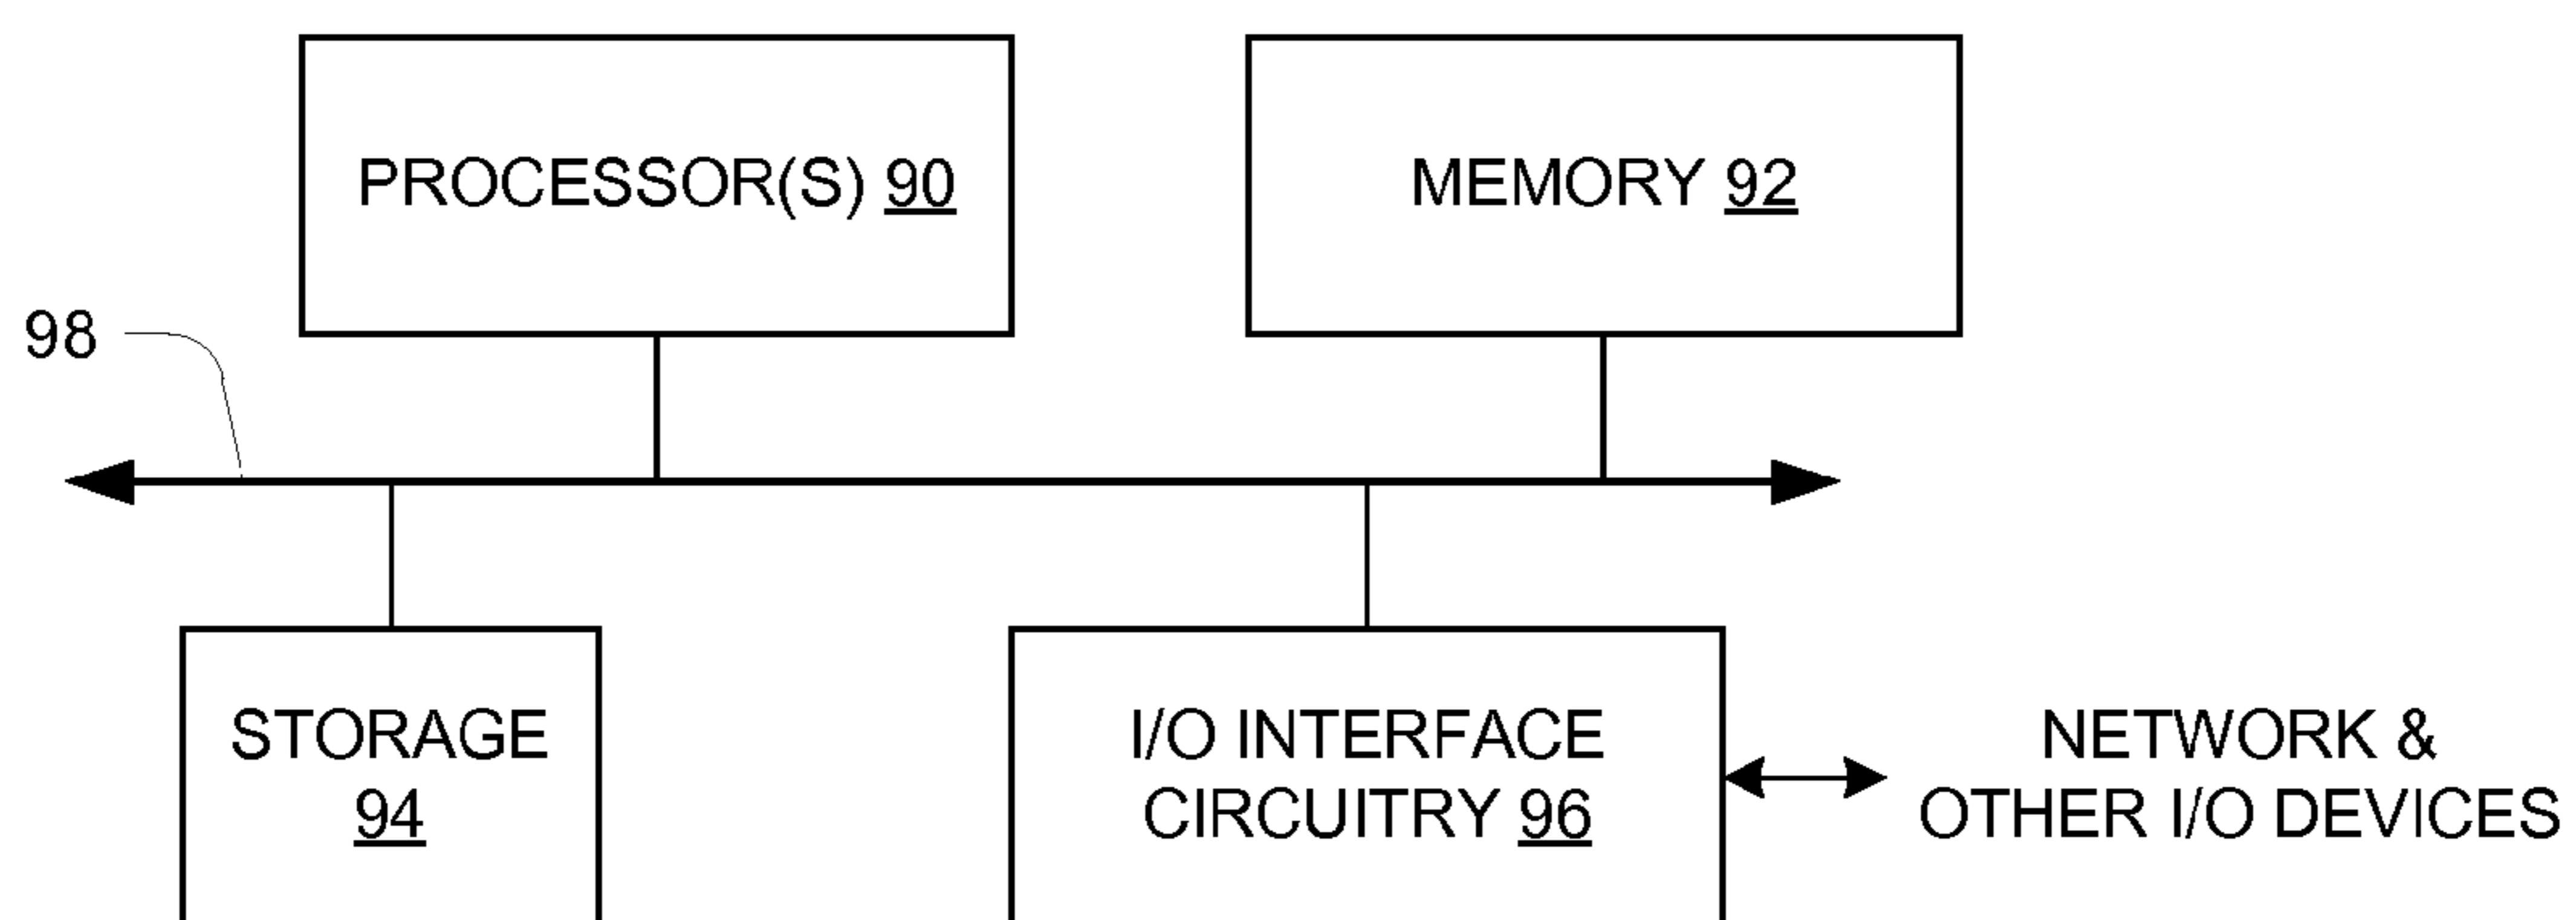 PROCESSOR(S) 90
MEMORY 92
98
STORAGE
94
I/O INTERFACE
CIRCUITRY 96
NETWORK &
OTHER I/O DEVICES